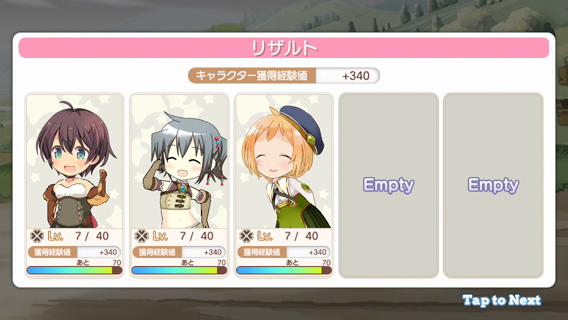 リザルト
キャラクター獲得経験値 +340
Lv. 7 / 40
獲得経験値 +340
あと 70
Lv. 7 / 40
獲得経験値 +340
あと 70
Lv. 7 / 40
獲得経験値 +340
あと 70
Empty
Empty
Tap to Next